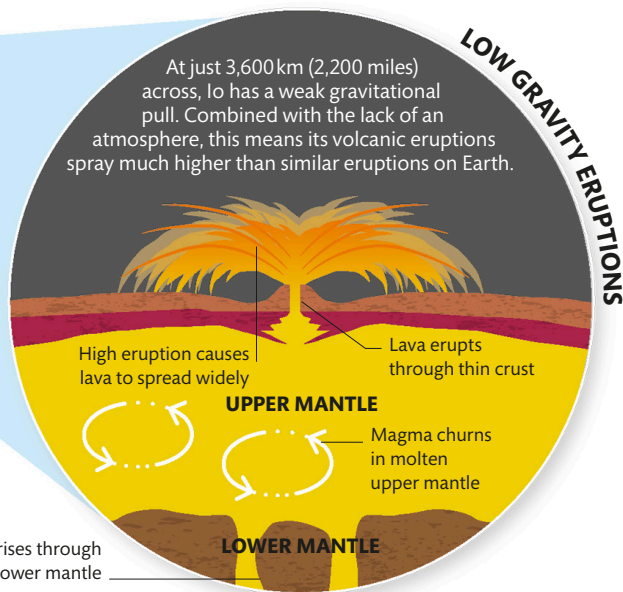 LOW GRAVITY ERUPTIONS
At just 3,600 km (2,200 miles)
across, Io has a weak gravitational
pull. Combined with the lack of an
atmosphere, this means its volcanic eruptions
spray much higher than similar eruptions on Earth.
High eruption causes
lava to spread widely
Lava erupts
through thin crust
UPPER MANTLE
Magma churns
in molten
upper mantle
LOWER MANTLE
rises through
lower mantle